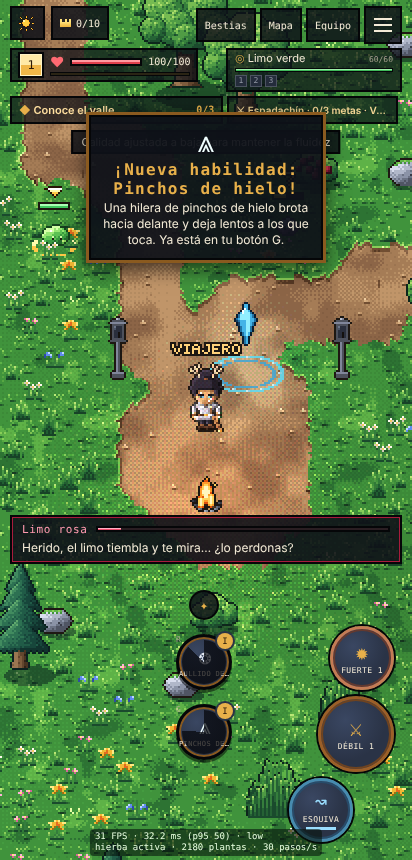 0/10
Bestias
Mapa
Equipo
1
100/100
Limo verde
60/60
1 2 3
Conoce el valle
0/3
Espadachín · 0/3 metas · V...
¡Nueva habilidad:
Pinchos de hielo!
Una hilera de pinchos de hielo brota
hacia delante y deja lentos a los que
toca. Ya está en tu botón G.
VIAJERO
Limo rosa
Herido, el limo tiembla y te mira... ¿lo perdonas?
I
I
PINCHOS DE...
FUERTE 1
DÉBIL 1
ESQUIVA
31 FPS · 32.2 ms (p95 50) · low
hierba activa · 2180 plantas · 30 pasos/s